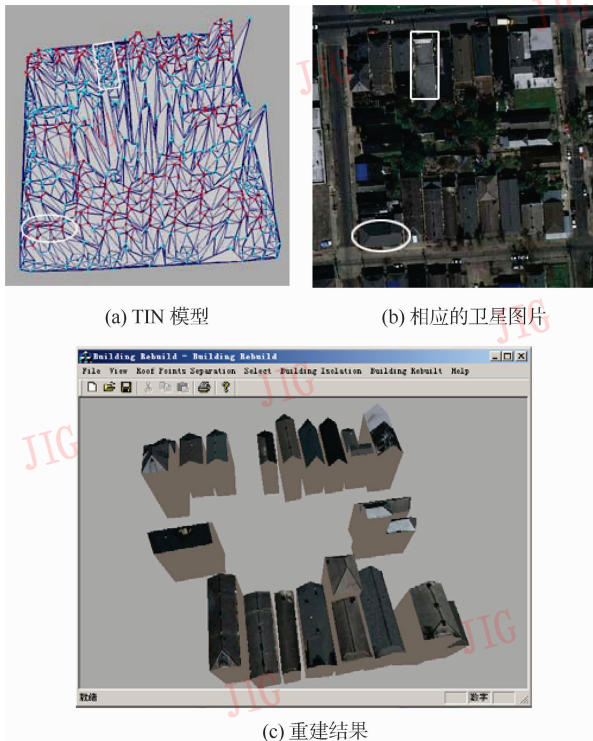 JIG
JIG
(a) TIN 模型
(b) 相应的卫星图片
JIG
Building Rebuild - Building Rebuild
File View Roof Points Separation Select Building Isolation Building Rebuilt Help
JIG
JIG
JIG
JIG
就绪
数字
(c) 重建结果